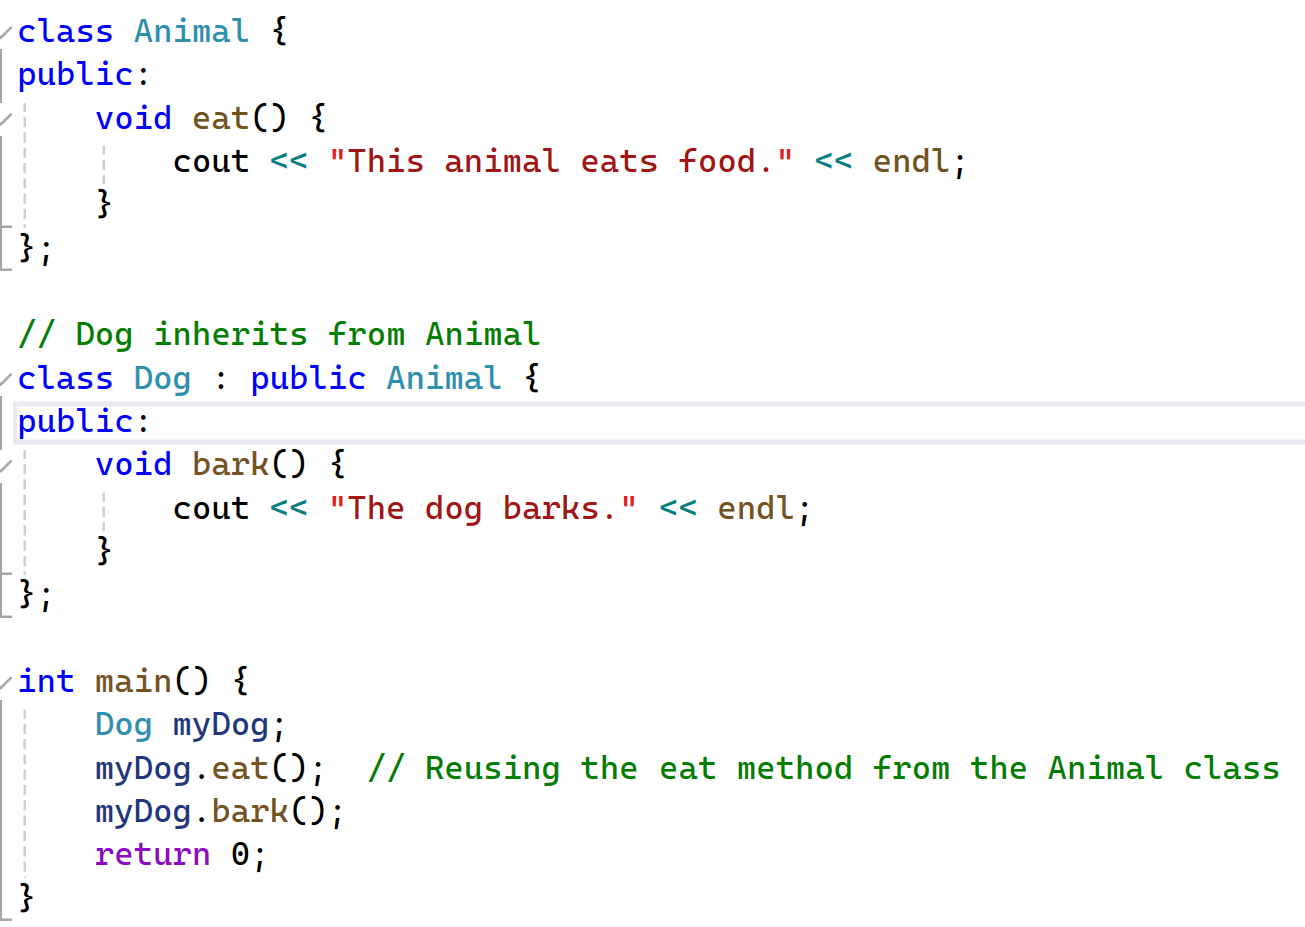 class Animal {
public:
    void eat() {
        cout << "This animal eats food." << endl;
    }
};

// Dog inherits from Animal
class Dog : public Animal {
public:
    void bark() {
        cout << "The dog barks." << endl;
    }
};

int main() {
    Dog myDog;
    myDog.eat();  // Reusing the eat method from the Animal class
    myDog.bark();
    return 0;
}